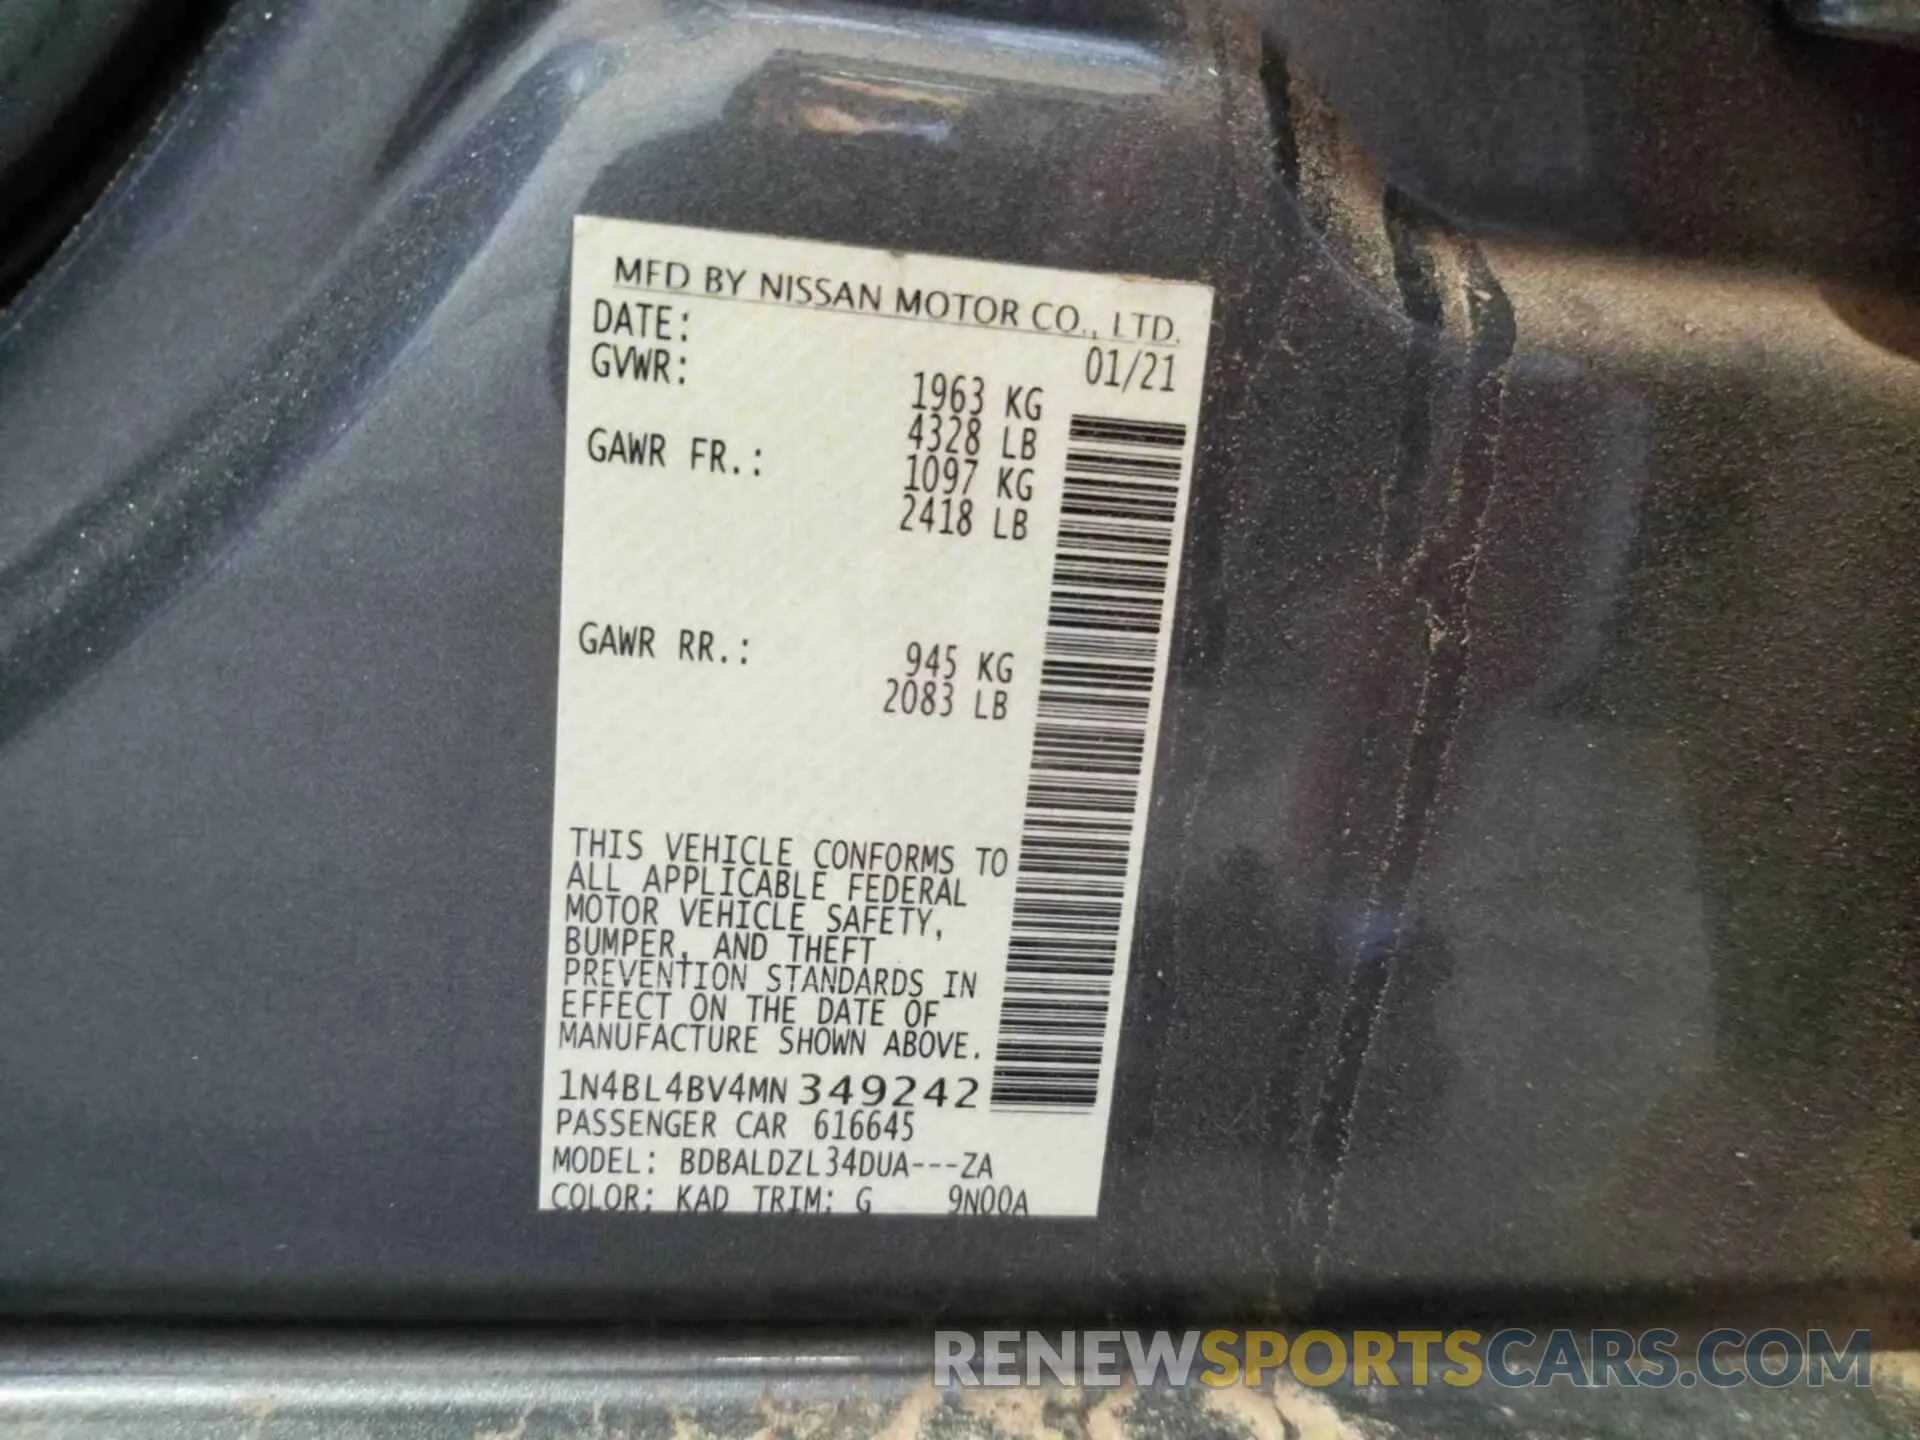 MFD BY NISSAN MOTOR CO., LTD.
DATE: 01/21
GVWR: 1963 KG
4328 LB
GAWR FR.: 1097 KG
2418 LB
GAWR RR.: 945 KG
2083 LB
THIS VEHICLE CONFORMS TO
ALL APPLICABLE FEDERAL
MOTOR VEHICLE SAFETY,
BUMPER, AND THEFT
PREVENTION STANDARDS IN
EFFECT ON THE DATE OF
MANUFACTURE SHOWN ABOVE.
1N4BL4BV4MN349242
PASSENGER CAR 616645
MODEL: BDBALDZL34DUA---ZA
COLOR: KAD TRIM: G 9N00A
RENEWSPORTSCARS.COM